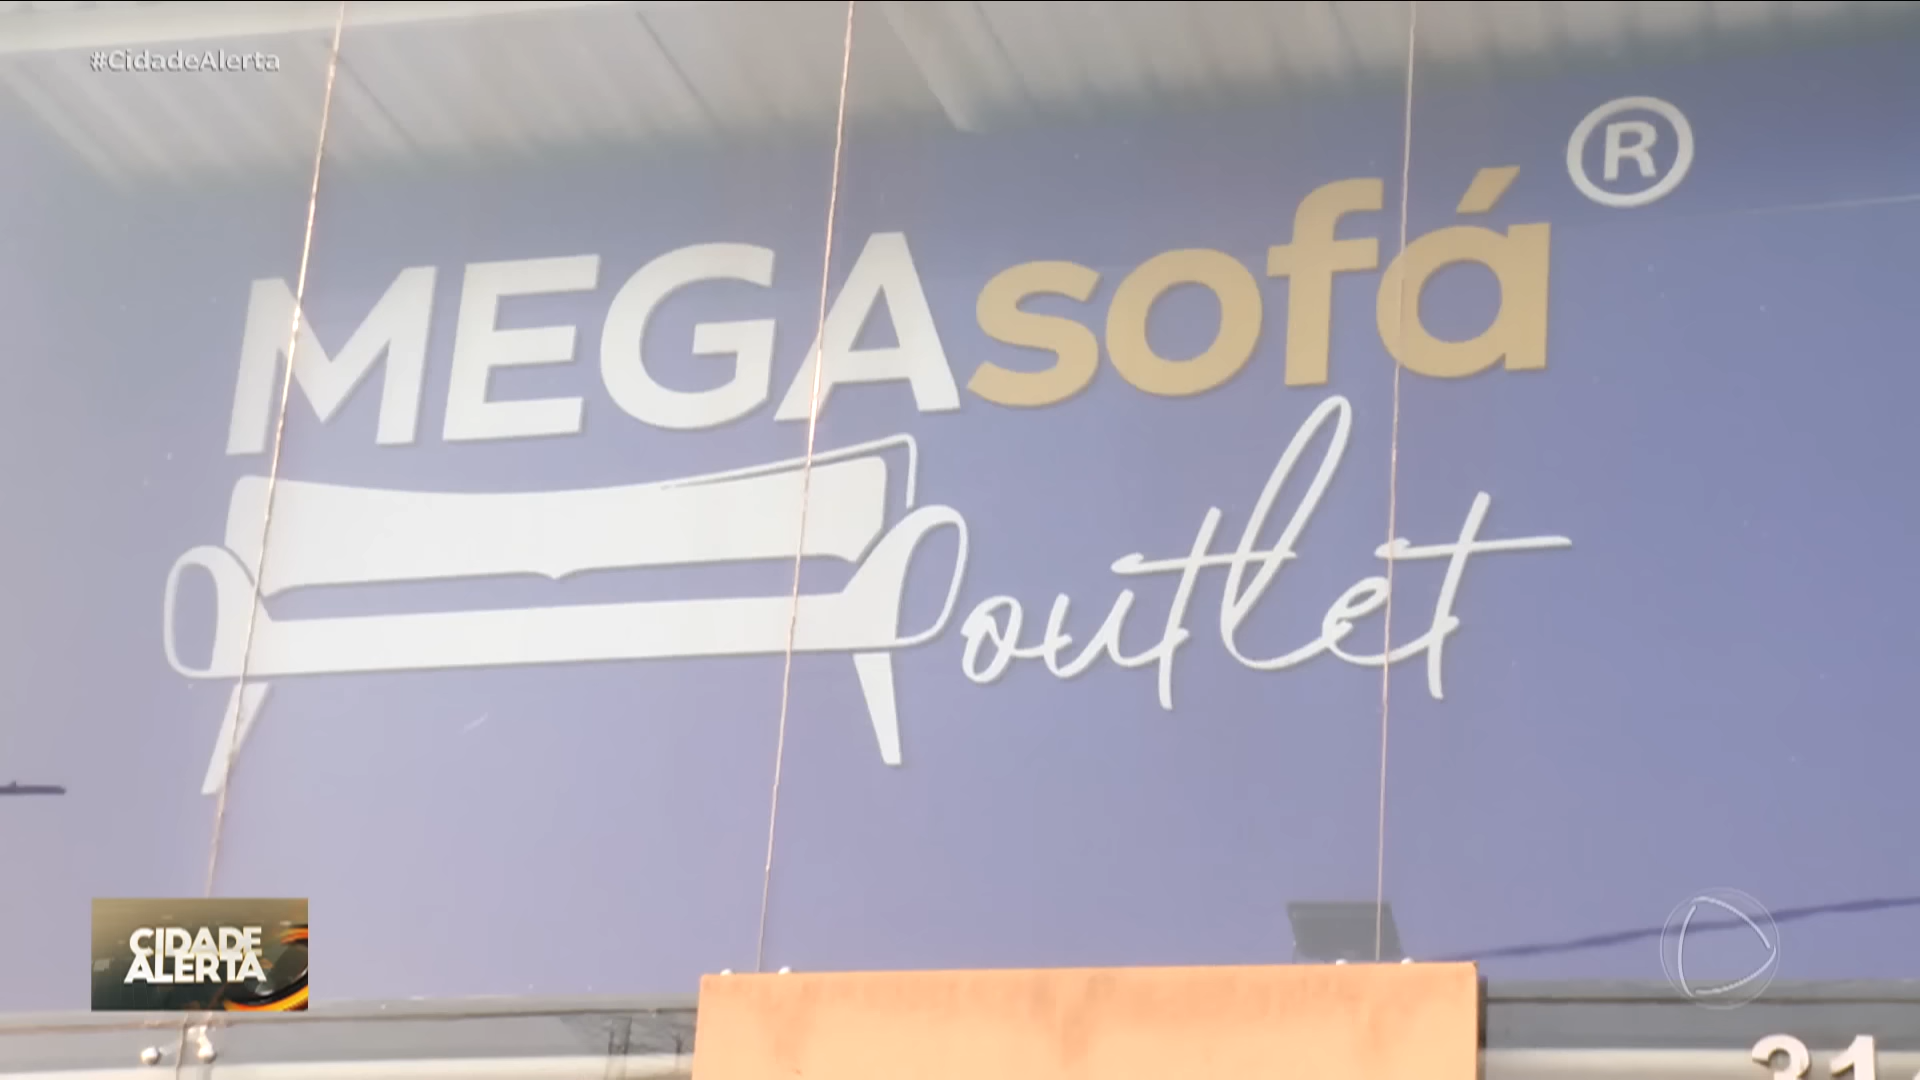 #CidadeAlerta
MEGAsofá ®
outlet
CIDADE
ALERTA